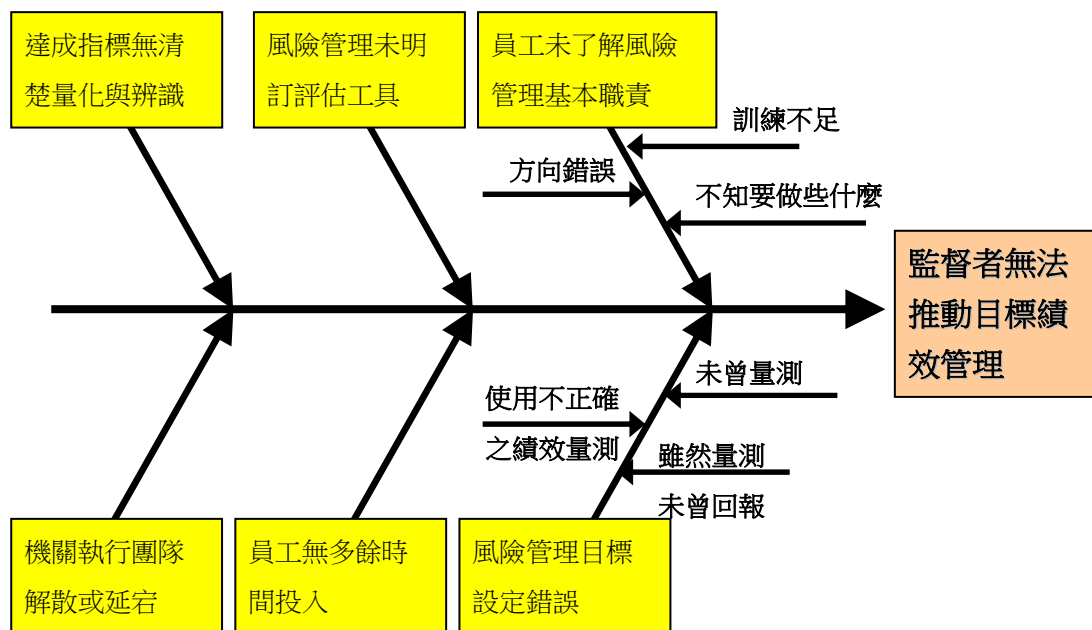 達成指標無清
楚量化與辨識
風險管理未明
訂評估工具
員工未了解風險
管理基本職責
訓練不足
方向錯誤
不知要做些什麼
監督者無法
推動目標績
效管理
未曾量測
使用不正確
之績效量測
雖然量測
未曾回報
機關執行團隊
解散或延宕
員工無多餘時
間投入
風險管理目標
設定錯誤